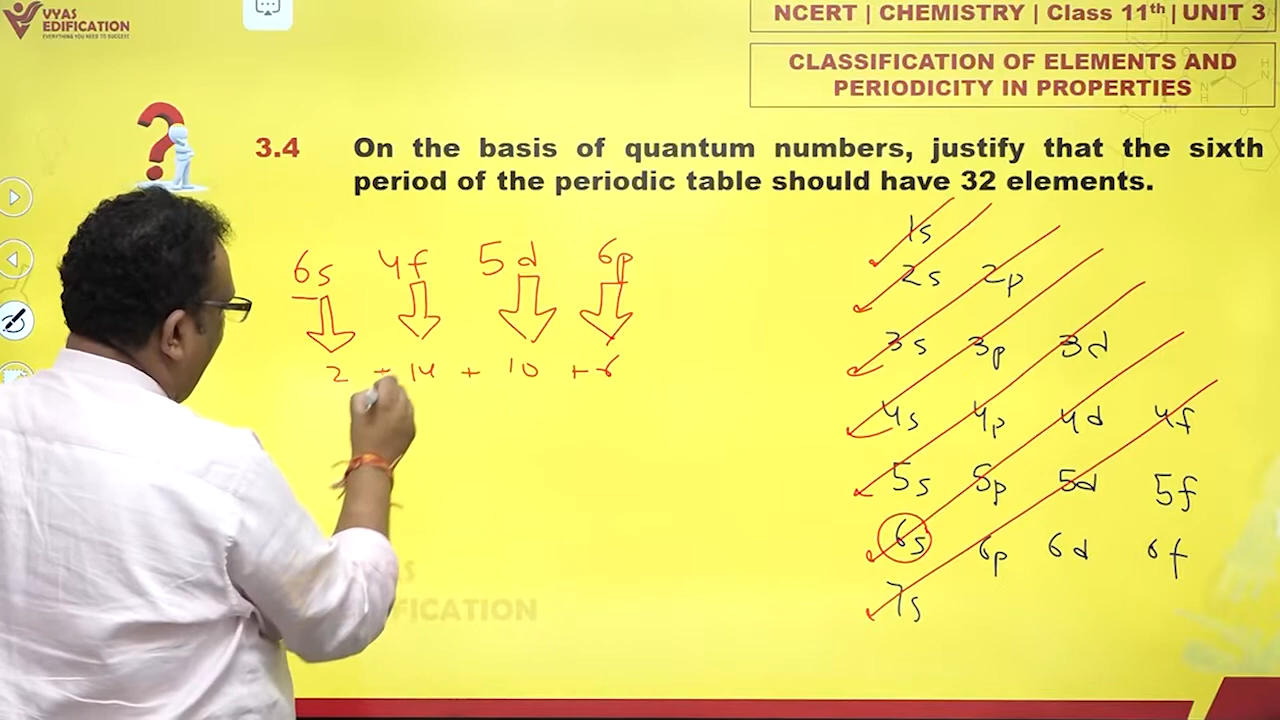 VYAS
EDIFICATION
EVERYTHING YOU NEED TO SUCCEED
NCERT | CHEMISTRY | Class 11th | UNIT 3
CLASSIFICATION OF ELEMENTS AND
PERIODICITY IN PROPERTIES
3.4 On the basis of quantum numbers, justify that the sixth
period of the periodic table should have 32 elements.
6s 4f 5d 6p
2 + 14 + 10 + 6
1s
2s 2p
3s 3p 3d
4s 4p 4d 4f
5s 5p 5d 5f
6s 6p 6d 6f
7s